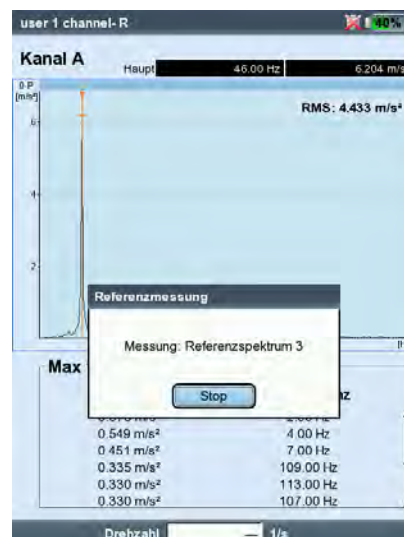 user 1 channel- R 40%
Kanal A
Haupt 46.00 Hz 6.204 m/s
0-P
[m/s²]
RMS: 4.433 m/s²
6
4
2
Referenzmessung
Messung: Referenzspektrum 3
Stop
Max
0.549 m/s² 4.00 Hz
0.451 m/s² 7.00 Hz
0.335 m/s² 109.00 Hz
0.330 m/s² 113.00 Hz
0.330 m/s² 107.00 Hz
Drehzahl 1/s